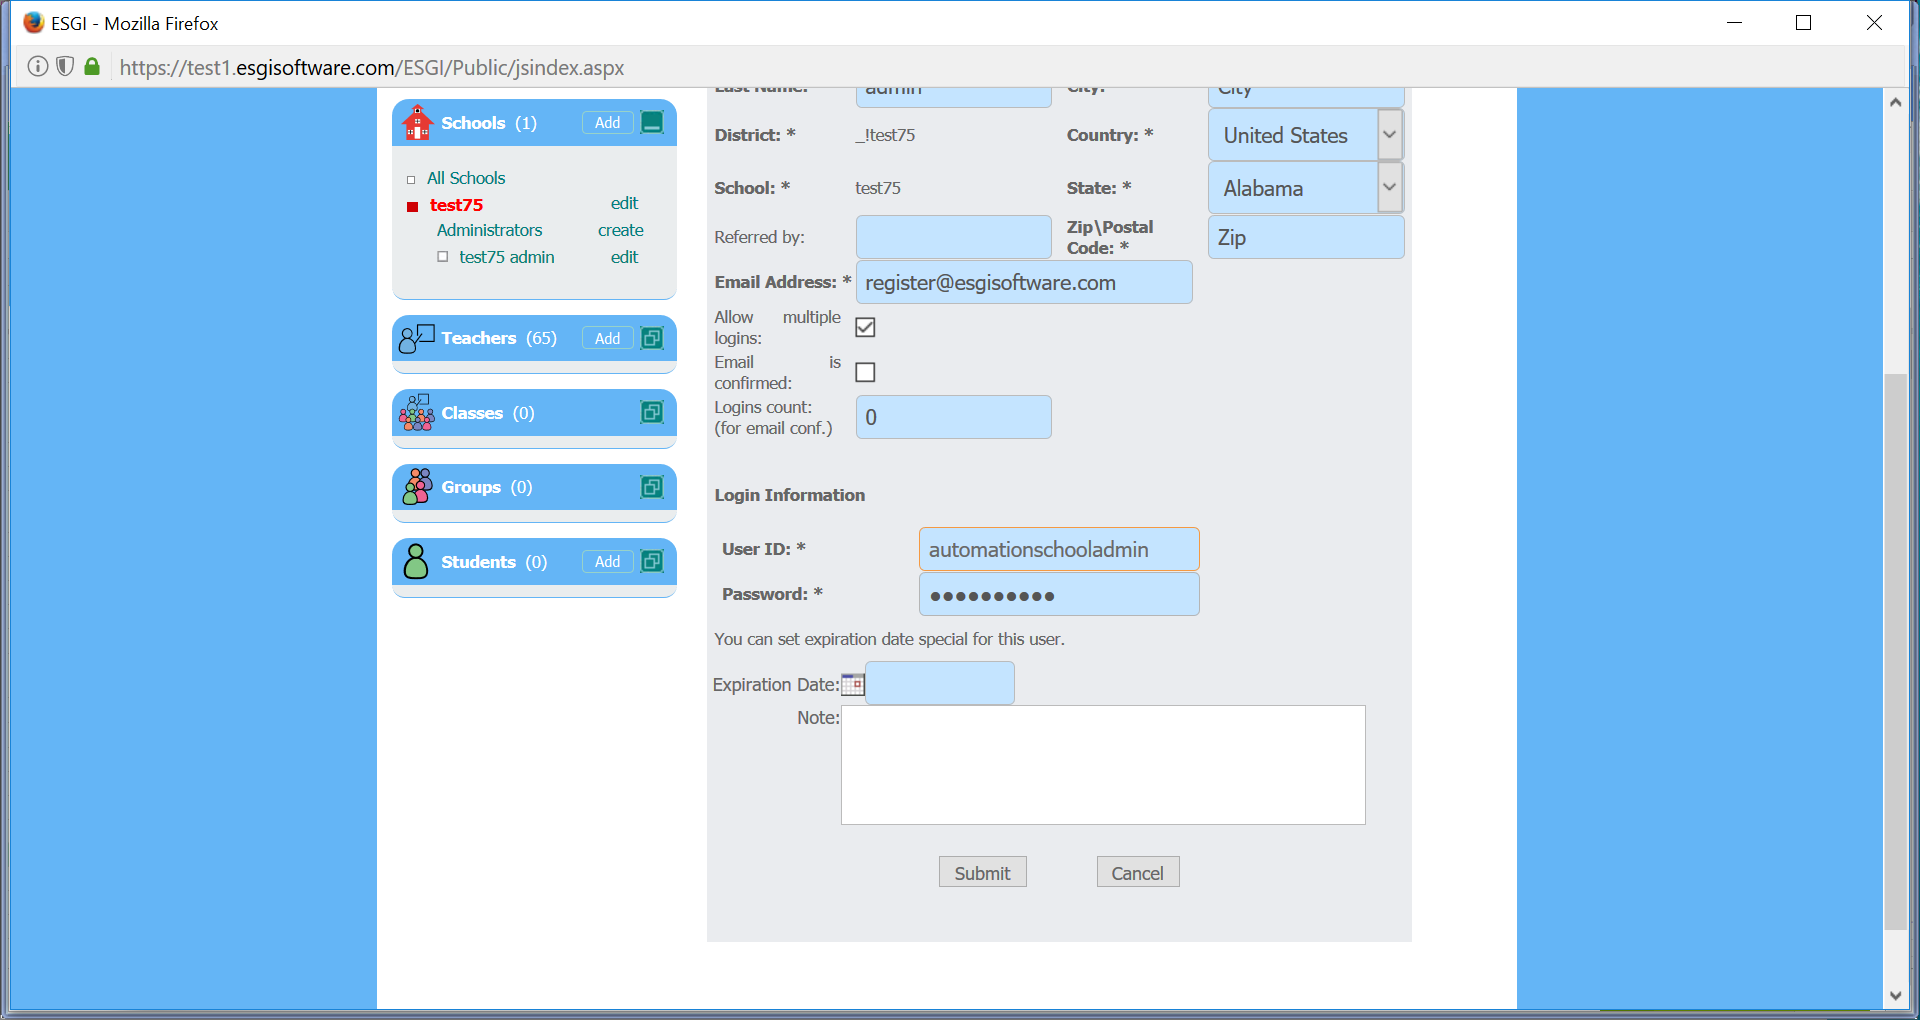 ESGI - Mozilla Firefox
https://test1.esgisoftware.com/ESGI/Public/jsindex.aspx
Schools (1) Add
All Schools
test75 edit
Administrators create
test75 admin edit
Teachers (65) Add
Classes (0)
Groups (0)
Students (0) Add
Last Name: admin City: City
District: * _!test75 Country: * United States
School: * test75 State: * Alabama
Referred by: Zip\Postal
Code: * Zip
Email Address: * register@esgisoftware.com
Allow multiple
logins:
Email is
confirmed:
Logins count:
(for email conf.) 0
Login Information
User ID: * automationschooladmin
Password: * ●●●●●●●●●●
You can set expiration date special for this user.
Expiration Date:
Note:
Submit Cancel